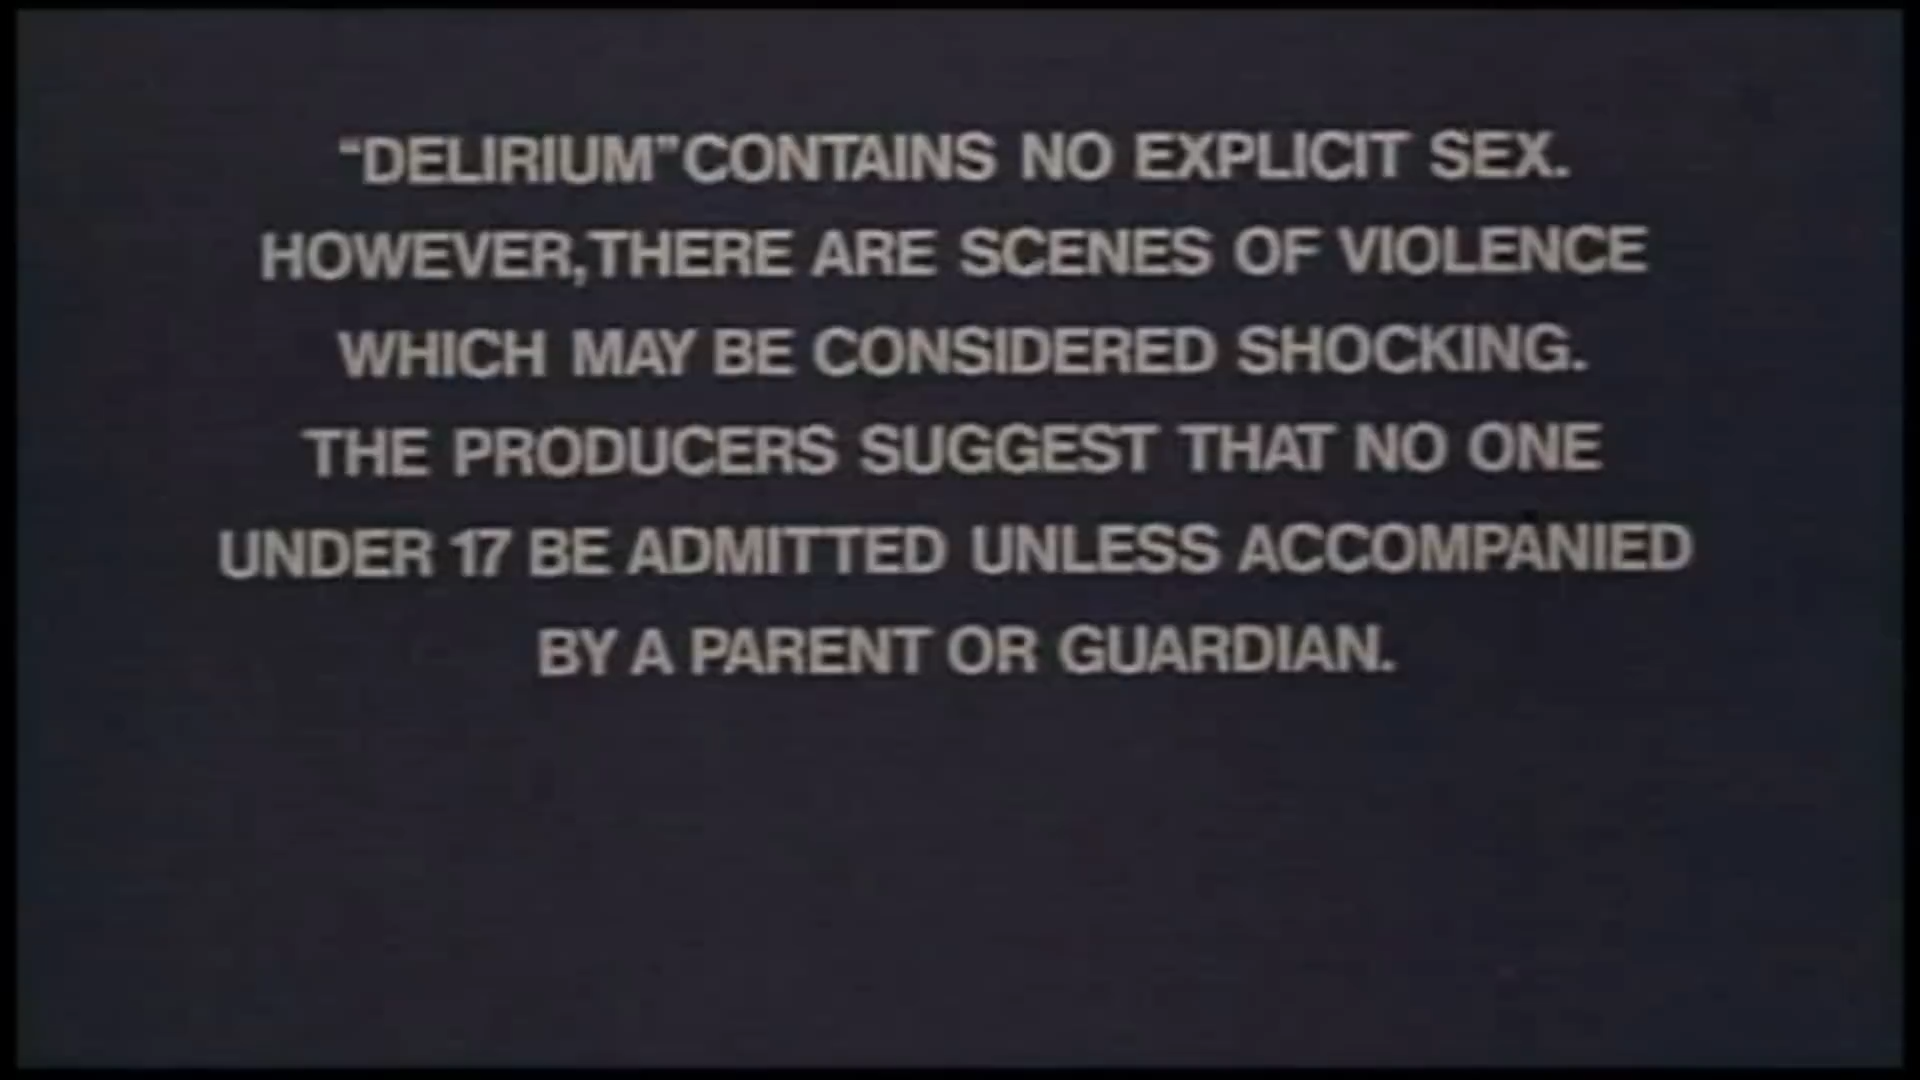 “DELIRIUM” CONTAINS NO EXPLICIT SEX.
HOWEVER, THERE ARE SCENES OF VIOLENCE
WHICH MAY BE CONSIDERED SHOCKING.
THE PRODUCERS SUGGEST THAT NO ONE
UNDER 17 BE ADMITTED UNLESS ACCOMPANIED
BY A PARENT OR GUARDIAN.